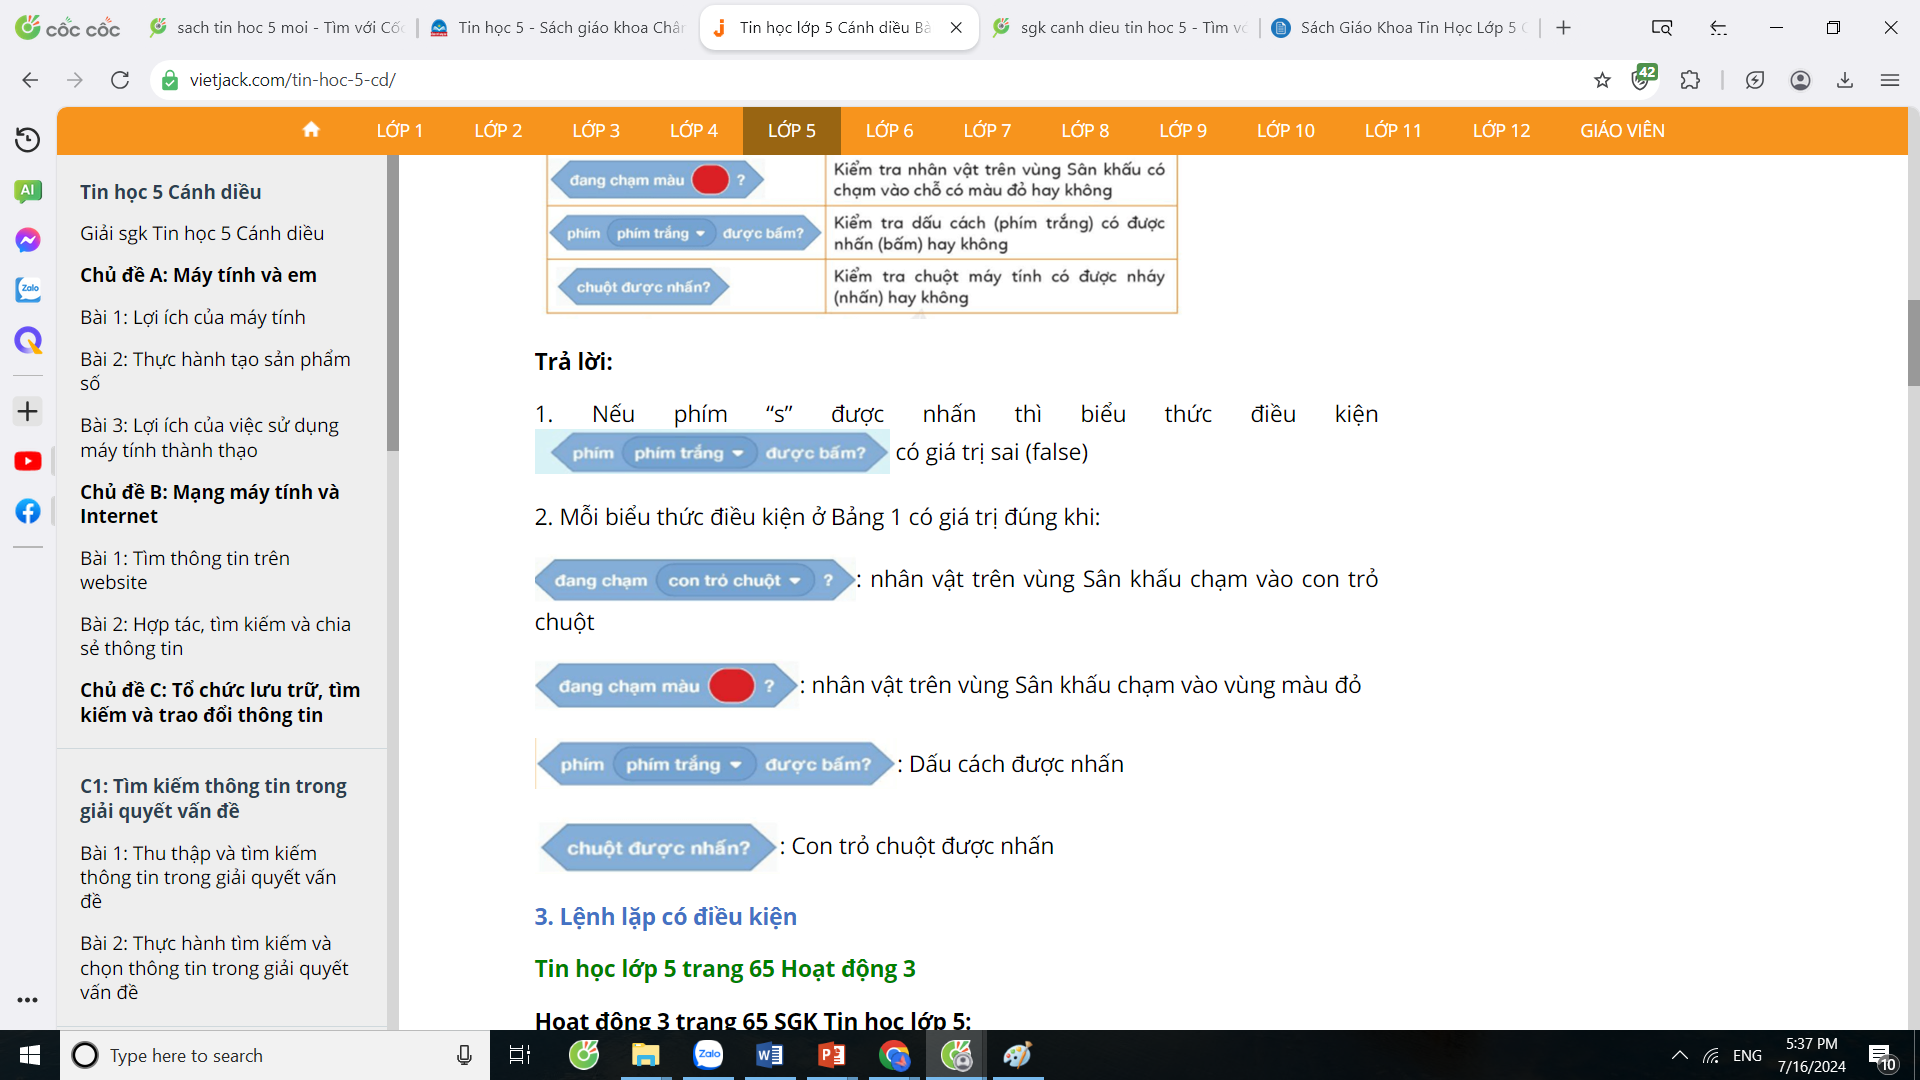 cốc cốc
sach tin hoc 5 moi - Tìm với Cốc
Tin học 5 - Sách giáo khoa Chân
Tin học lớp 5 Cánh diều Bà
sgk canh dieu tin hoc 5 - Tìm vớ
Sách Giáo Khoa Tin Học Lớp 5 C
vietjack.com/tin-hoc-5-cd/
42
LỚP 1
LỚP 2
LỚP 3
LỚP 4
LỚP 5
LỚP 6
LỚP 7
LỚP 8
LỚP 9
LỚP 10
LỚP 11
LỚP 12
GIÁO VIÊN
AI
Zalo
Tin học 5 Cánh diều
Giải sgk Tin học 5 Cánh diều
Chủ đề A: Máy tính và em
Bài 1: Lợi ích của máy tính
Bài 2: Thực hành tạo sản phẩm
số
Bài 3: Lợi ích của việc sử dụng
máy tính thành thạo
Chủ đề B: Mạng máy tính và
Internet
Bài 1: Tìm thông tin trên
website
Bài 2: Hợp tác, tìm kiếm và chia
sẻ thông tin
Chủ đề C: Tổ chức lưu trữ, tìm
kiếm và trao đổi thông tin
C1: Tìm kiếm thông tin trong
giải quyết vấn đề
Bài 1: Thu thập và tìm kiếm
thông tin trong giải quyết vấn
đề
Bài 2: Thực hành tìm kiếm và
chọn thông tin trong giải quyết
vấn đề
đang chạm màu ?
Kiểm tra nhân vật trên vùng Sân khấu có
chạm vào chỗ có màu đỏ hay không
phím phím trắng được bấm?
Kiểm tra dấu cách (phím trắng) có được
nhấn (bấm) hay không
chuột được nhấn?
Kiểm tra chuột máy tính có được nháy
(nhấn) hay không
Trả lời:
1. Nếu phím “s” được nhấn thì biểu thức điều kiện
phím phím trắng được bấm? có giá trị sai (false)
2. Mỗi biểu thức điều kiện ở Bảng 1 có giá trị đúng khi:
đang chạm con trỏ chuột ? : nhân vật trên vùng Sân khấu chạm vào con trỏ
chuột
đang chạm màu ? : nhân vật trên vùng Sân khấu chạm vào vùng màu đỏ
phím phím trắng được bấm? : Dấu cách được nhấn
chuột được nhấn? : Con trỏ chuột được nhấn
3. Lệnh lặp có điều kiện
Tin học lớp 5 trang 65 Hoạt động 3
Hoạt động 3 trang 65 SGK Tin học lớp 5:
Type here to search
Zalo
ENG
5:37 PM
7/16/2024
10